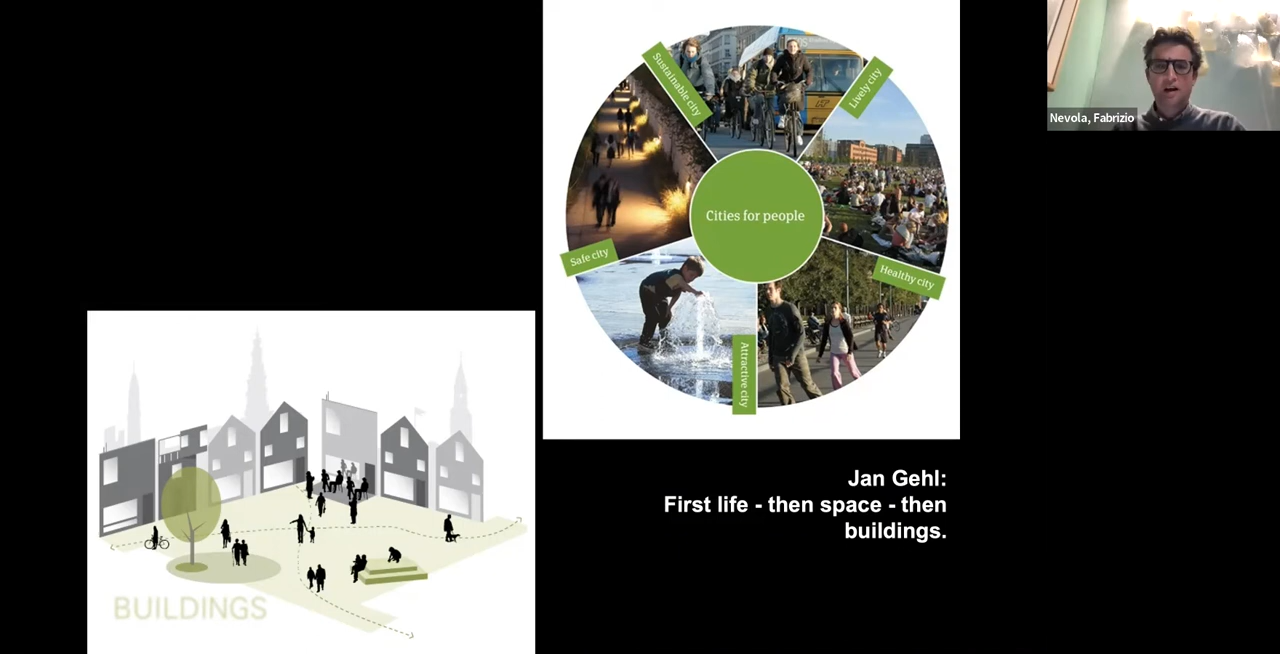 Sustainable city
Lively city
Cities for people
Safe city
Healthy city
Attractive city
Nevola, Fabrizio
Jan Gehl:
First life - then space - then
buildings.
BUILDINGS